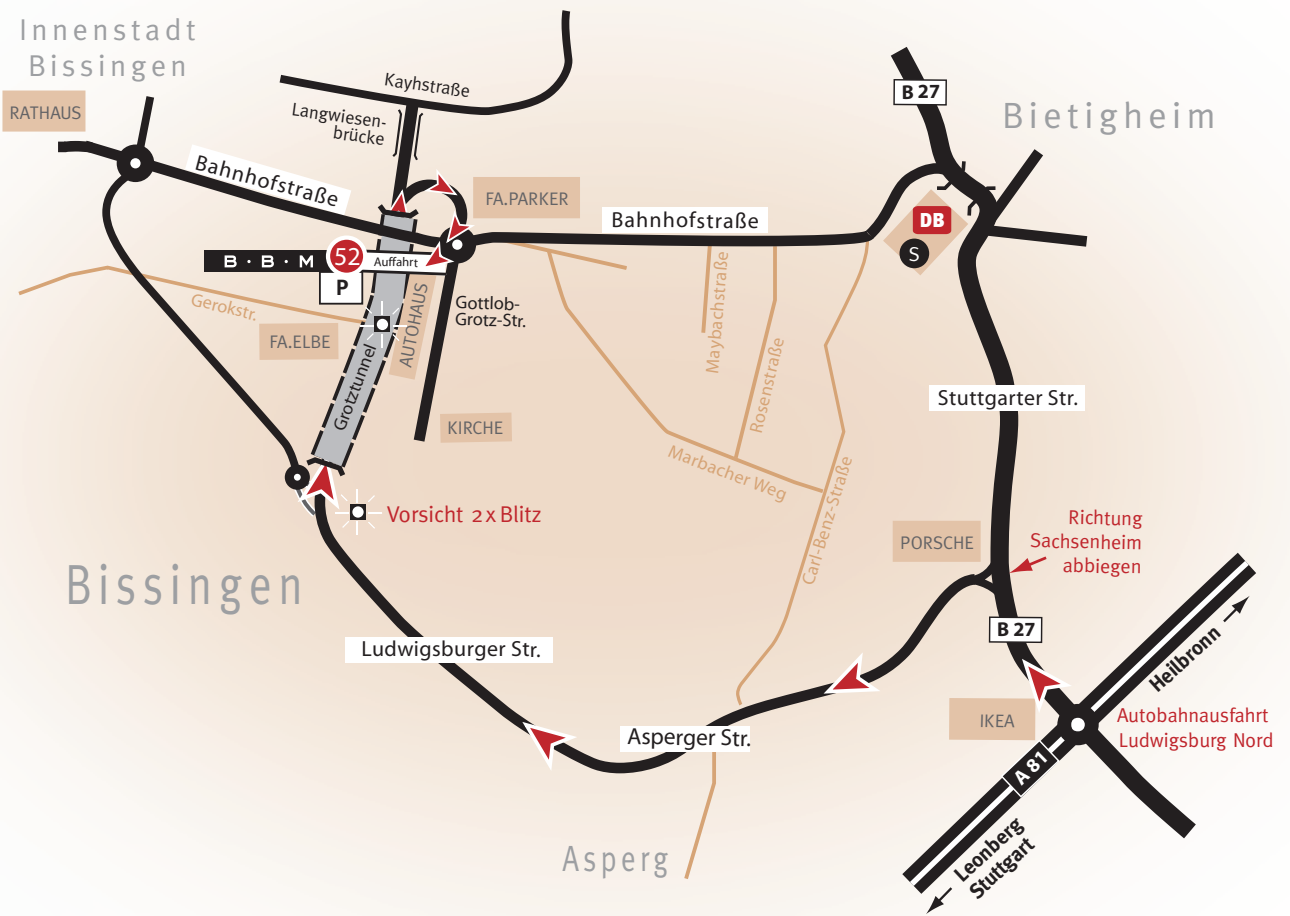 Innenstadt
Bissingen
RATHAUS
Kayhstraße
Langwiesen-
brücke
Bahnhofstraße
FA.PARKER
Bahnhofstraße
B 27
Bietigheim
DB
S
B · B · M
52
Auffahrt
P
Gerokstr.
FA.ELBE
AUTOHAUS
Gottlob-
Grotz-Str.
Grotztunnel
KIRCHE
Maybachstraße
Rosenstraße
Marbacher Weg
Carl-Benz-Straße
Stuttgarter Str.
Vorsicht 2 x Blitz
PORSCHE
Richtung
Sachsenheim
abbiegen
Bissingen
B 27
Ludwigsburger Str.
Heilbronn
IKEA
Autobahnausfahrt
Ludwigsburg Nord
Asperger Str.
A 81
Asperg
Leonberg
Stuttgart